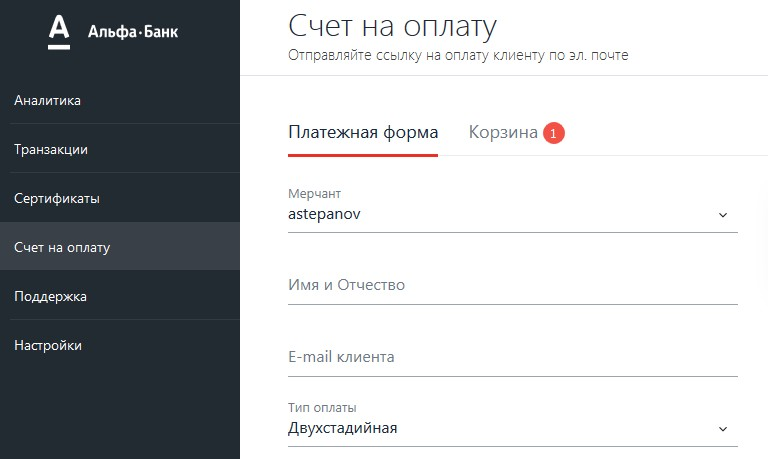 Альфа·Банк
Аналитика
Транзакции
Сертификаты
Счет на оплату
Поддержка
Настройки
Счет на оплату
Отправляйте ссылку на оплату клиенту по эл. почте
Платежная форма Корзина 1
Мерчант
astepanov
Имя и Отчество
E-mail клиента
Тип оплаты
Двухстадийная